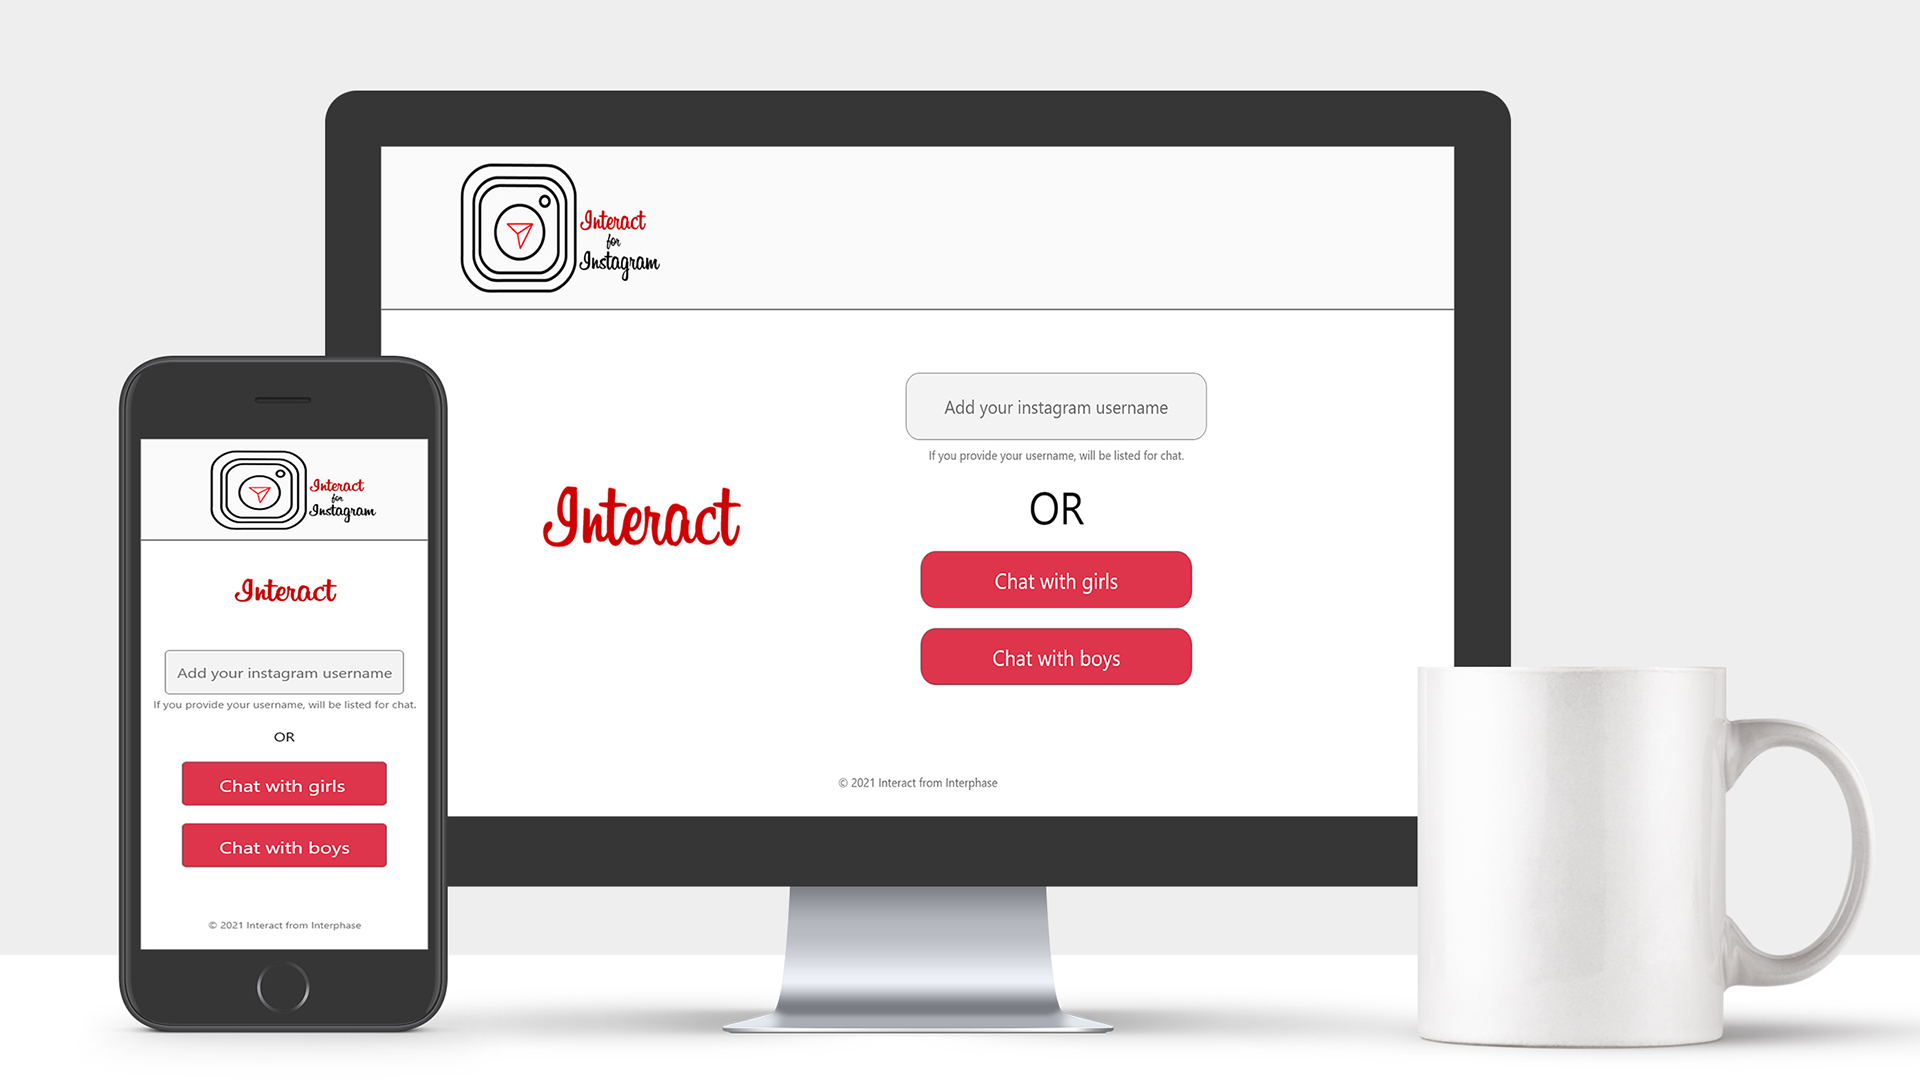 Interact
for
Instagram
Interact
Add your instagram username
If you provide your username, will be listed for chat.
OR
Chat with girls
Chat with boys
© 2021 Interact from Interphase
Interact
for
Instagram
Interact
Add your instagram username
If you provide your username, will be listed for chat.
OR
Chat with girls
Chat with boys
© 2021 Interact from Interphase